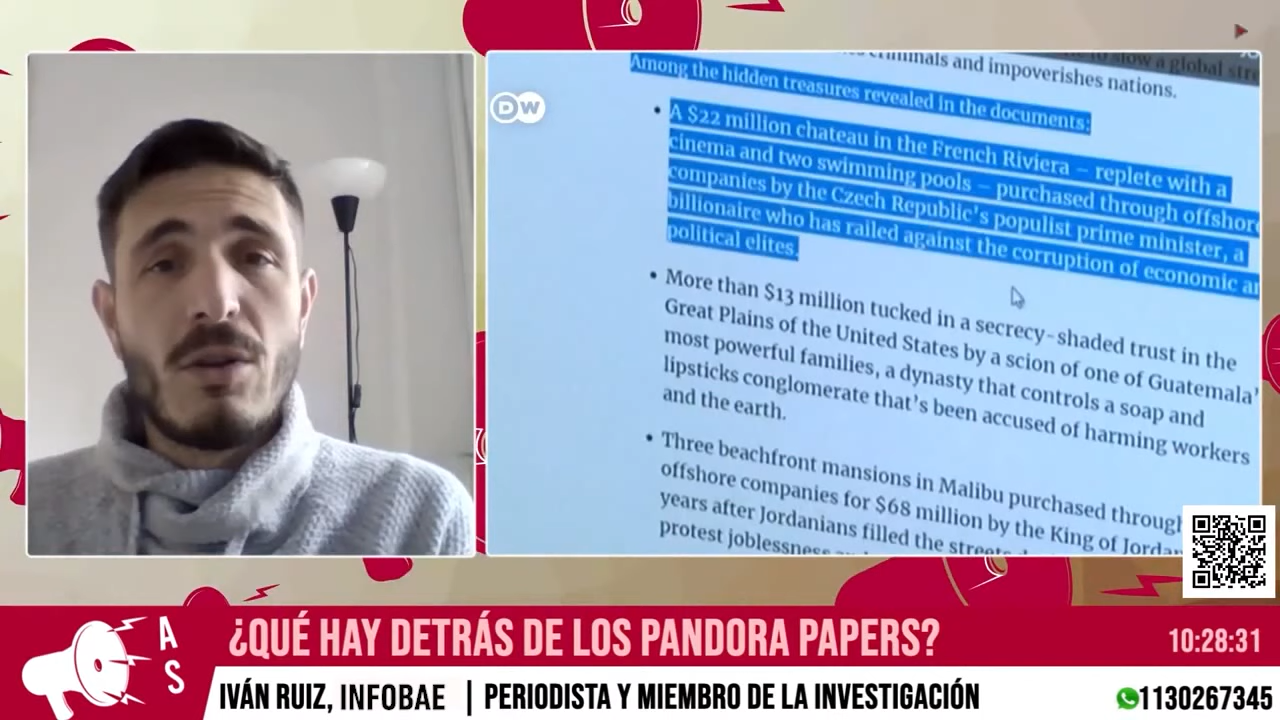 DW
criminals and impoverishes nations.
Among the hidden treasures revealed in the documents:
• A $22 million chateau in the French Riviera – replete with a
cinema and two swimming pools – purchased through offshore
companies by the Czech Republic's populist prime minister, a
billionaire who has railed against the corruption of economic
political elites.
• More than $13 million tucked in a secrecy-shaded trust in the
Great Plains of the United States by a scion of one of Guatemala'
most powerful families, a dynasty that controls a soap and
lipsticks conglomerate that's been accused of harming workers
and the earth.
• Three beachfront mansions in Malibu purchased through
offshore companies for $68 million by the King of
years after Jordanians filled the streets
protest joblessness
A
S
¿QUÉ HAY DETRÁS DE LOS PANDORA PAPERS?
10:28:31
IVÁN RUIZ, INFOBAE | PERIODISTA Y MIEMBRO DE LA INVESTIGACIÓN
1130267345